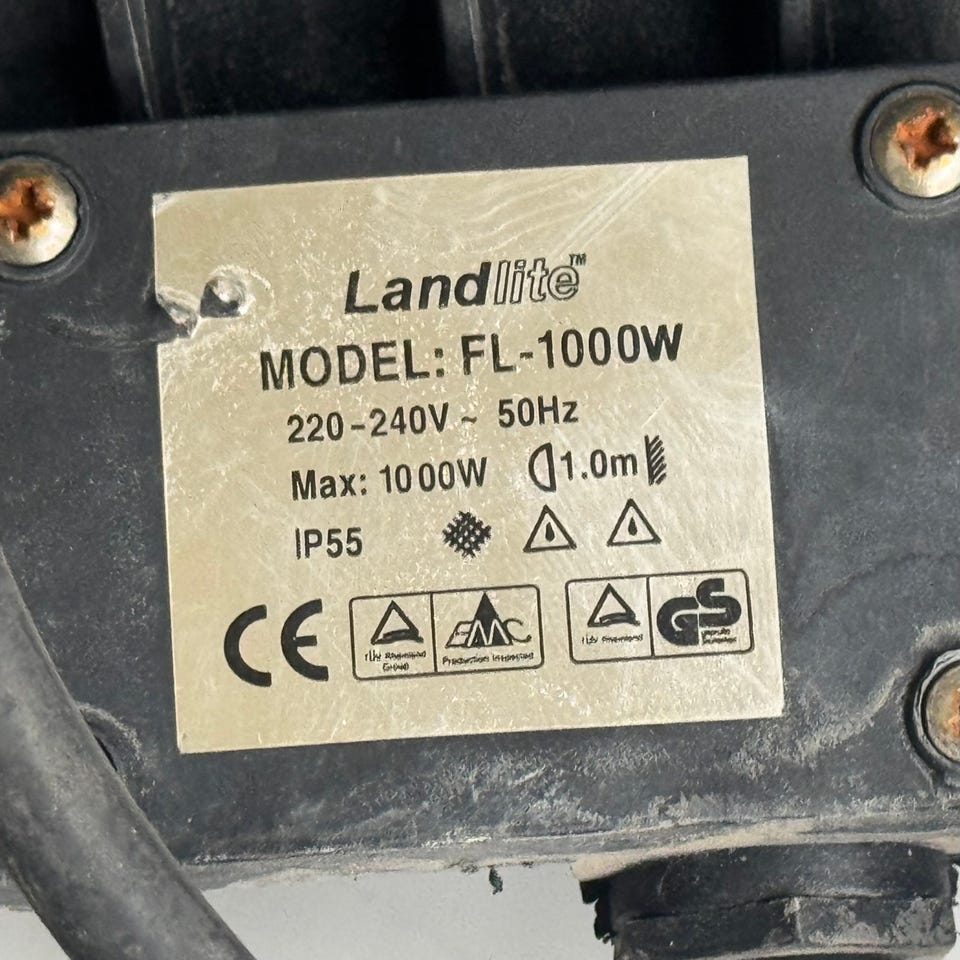 Landlite™
MODEL: FL-1000W
220-240V ~ 50Hz
Max: 1000W 1.0m
IP55
CE
EMC
GS